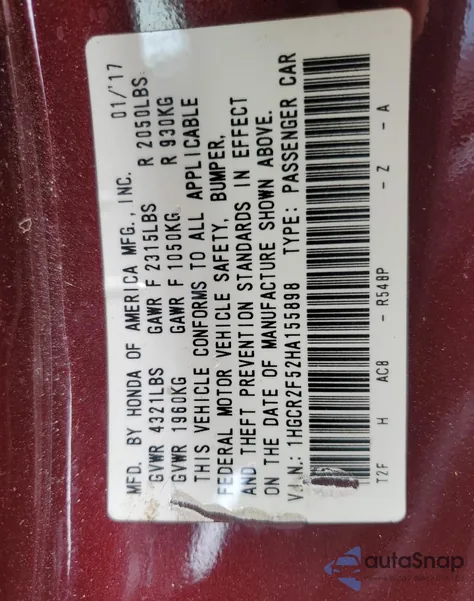 MFD. BY HONDA OF AMERICA MFG., INC. 01/'17
GVWR 4321LBS GAWR F 2315LBS R 2050LBS
GVWR 1960KG GAWR F 1050KG R 930KG
THIS VEHICLE CONFORMS TO ALL APPLICABLE
FEDERAL MOTOR VEHICLE SAFETY, BUMPER,
AND THEFT PREVENTION STANDARDS IN EFFECT
ON THE DATE OF MANUFACTURE SHOWN ABOVE.
V.I.N.: 1HGCR2F52HA155898 TYPE: PASSENGER CAR
T2F H AC8 -R548P - Z - A
autaSnap